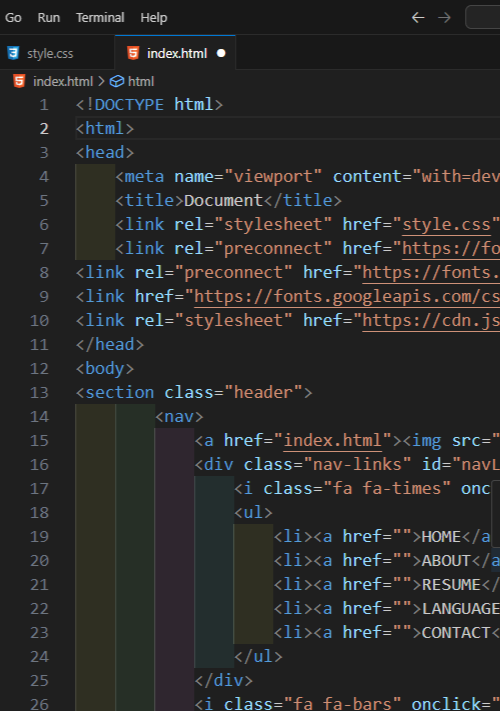 Go Run Terminal Help
style.css index.html
index.html > html
1 <!DOCTYPE html>
2 <html>
3 <head>
4 <meta name="viewport" content="with=dev
5 <title>Document</title>
6 <link rel="stylesheet" href="style.css"
7 <link rel="preconnect" href="https://fo
8 <link rel="preconnect" href="https://fonts.
9 <link href="https://fonts.googleapis.com/cs
10 <link rel="stylesheet" href="https://cdn.js
11 </head>
12 <body>
13 <section class="header">
14 <nav>
15 <a href="index.html"><img src="
16 <div class="nav-links" id="navL
17 <i class="fa fa-times" onc
18 <ul>
19 <li><a href="">HOME</a
20 <li><a href="">ABOUT</a
21 <li><a href="">RESUME</
22 <li><a href="">LANGUAGE
23 <li><a href="">CONTACT<
24 </ul>
25 </div>
26 <i class="fa fa-bars" onclick="